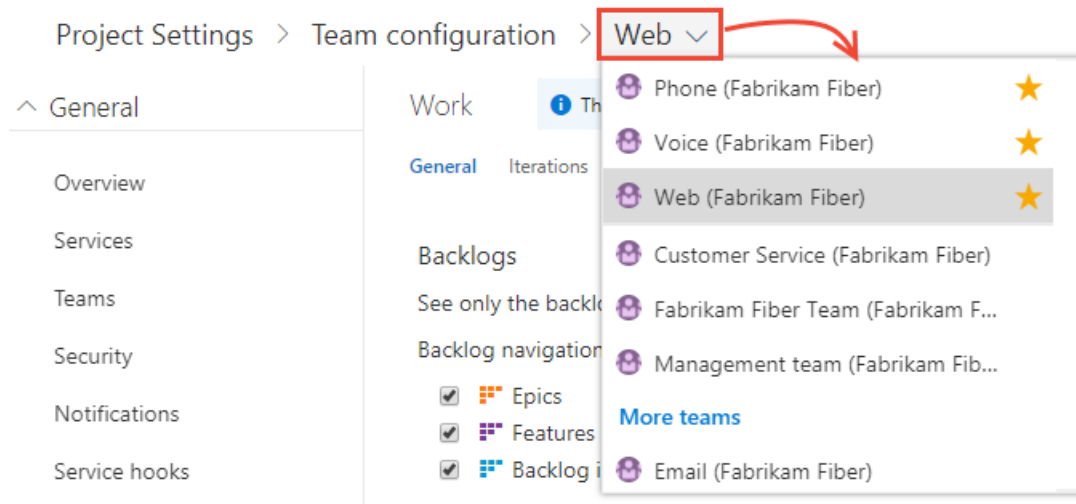 Project Settings > Team configuration > Web
General
Overview
Services
Teams
Security
Notifications
Service hooks
Work
Th
General Iterations
Backlogs
See only the backlo
Backlog navigation
Epics
Features
Backlog i
Phone (Fabrikam Fiber)
Voice (Fabrikam Fiber)
Web (Fabrikam Fiber)
Customer Service (Fabrikam Fiber)
Fabrikam Fiber Team (Fabrikam F...
Management team (Fabrikam Fib...
More teams
Email (Fabrikam Fiber)